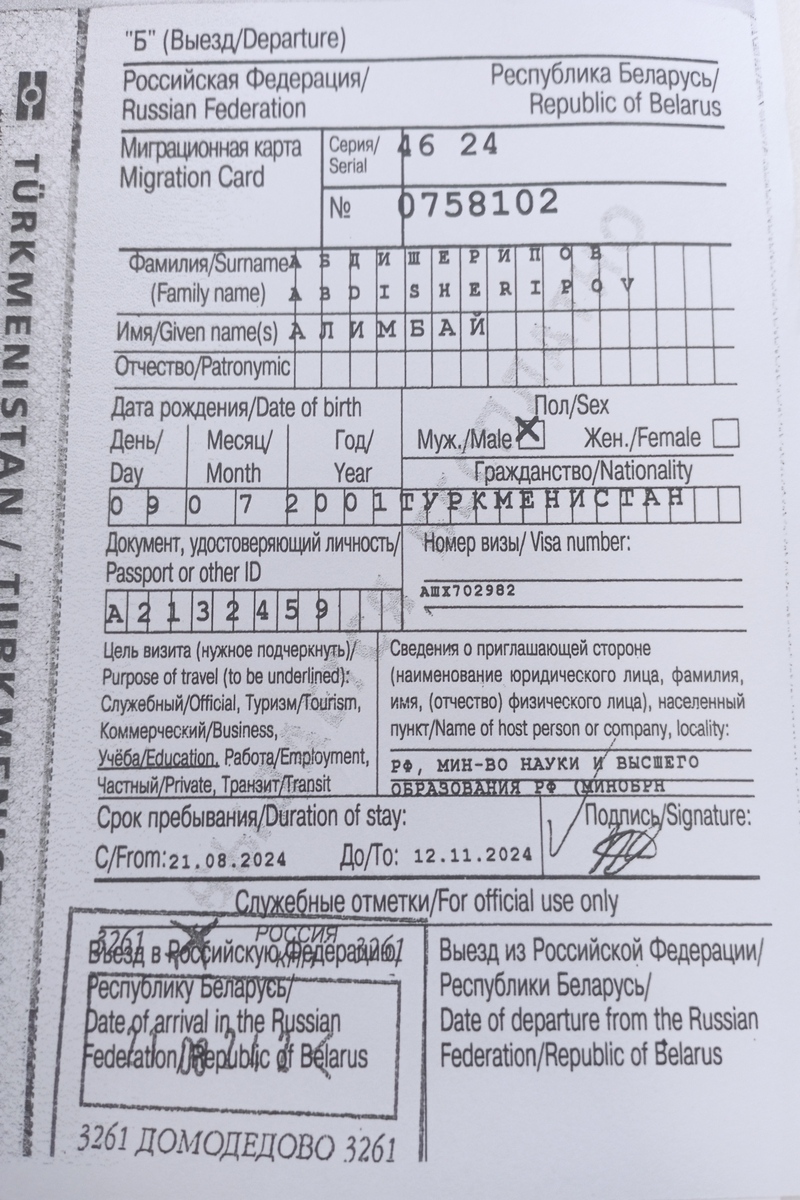 "Б" (Выезд/Departure)
Российская Федерация/
Russian Federation
Республика Беларусь/
Republic of Belarus
Миграционная карта
Migration Card
Серия/
Serial
46 24
№
0758102
Фамилия/Surname
АБДИШЕРИПОВ
(Family name)
ABDISHERIPOV
Имя/Given name(s) АЛИМБАЙ
Отчество/Patronymic
Дата рождения/Date of birth
День/
Day
Месяц/
Month
Год/
Year
09 07 2001
Пол/Sex
Муж./Male X Жен./Female
Гражданство/Nationality
ТУРКМЕНИСТАН
Документ, удостоверяющий личность/
Passport or other ID
А2132459
Номер визы/ Visa number:
АШХ702982
Цель визита (нужное подчеркнуть)/
Purpose of travel (to be underlined):
Служебный/Official, Туризм/Tourism,
Коммерческий/Business,
Учёба/Education, Работа/Employment,
Частный/Private, Транзит/Transit
Сведения о приглашающей стороне
(наименование юридического лица, фамилия,
имя, (отчество) физического лица), населенный
пункт/Name of host person or company, locality:
РФ, МИН-ВО НАУКИ И ВЫСШЕГО
ОБРАЗОВАНИЯ РФ (МИНОБРН
Срок пребывания/Duration of stay:
С/From: 21.08.2024 До/To: 12.11.2024
Подпись/Signature:
Служебные отметки/For official use only
Въезд в Российскую Федерацию/
Республику Беларусь/
Date of arrival in the Russian
Federation/Republic of Belarus
3261 РОССИЯ 3261
3261 ДОМОДЕДОВО 3261
Выезд из Российской Федерации/
Республики Беларусь/
Date of departure from the Russian
Federation/Republic of Belarus
TÜRKMENISTAN / TURKMENIST